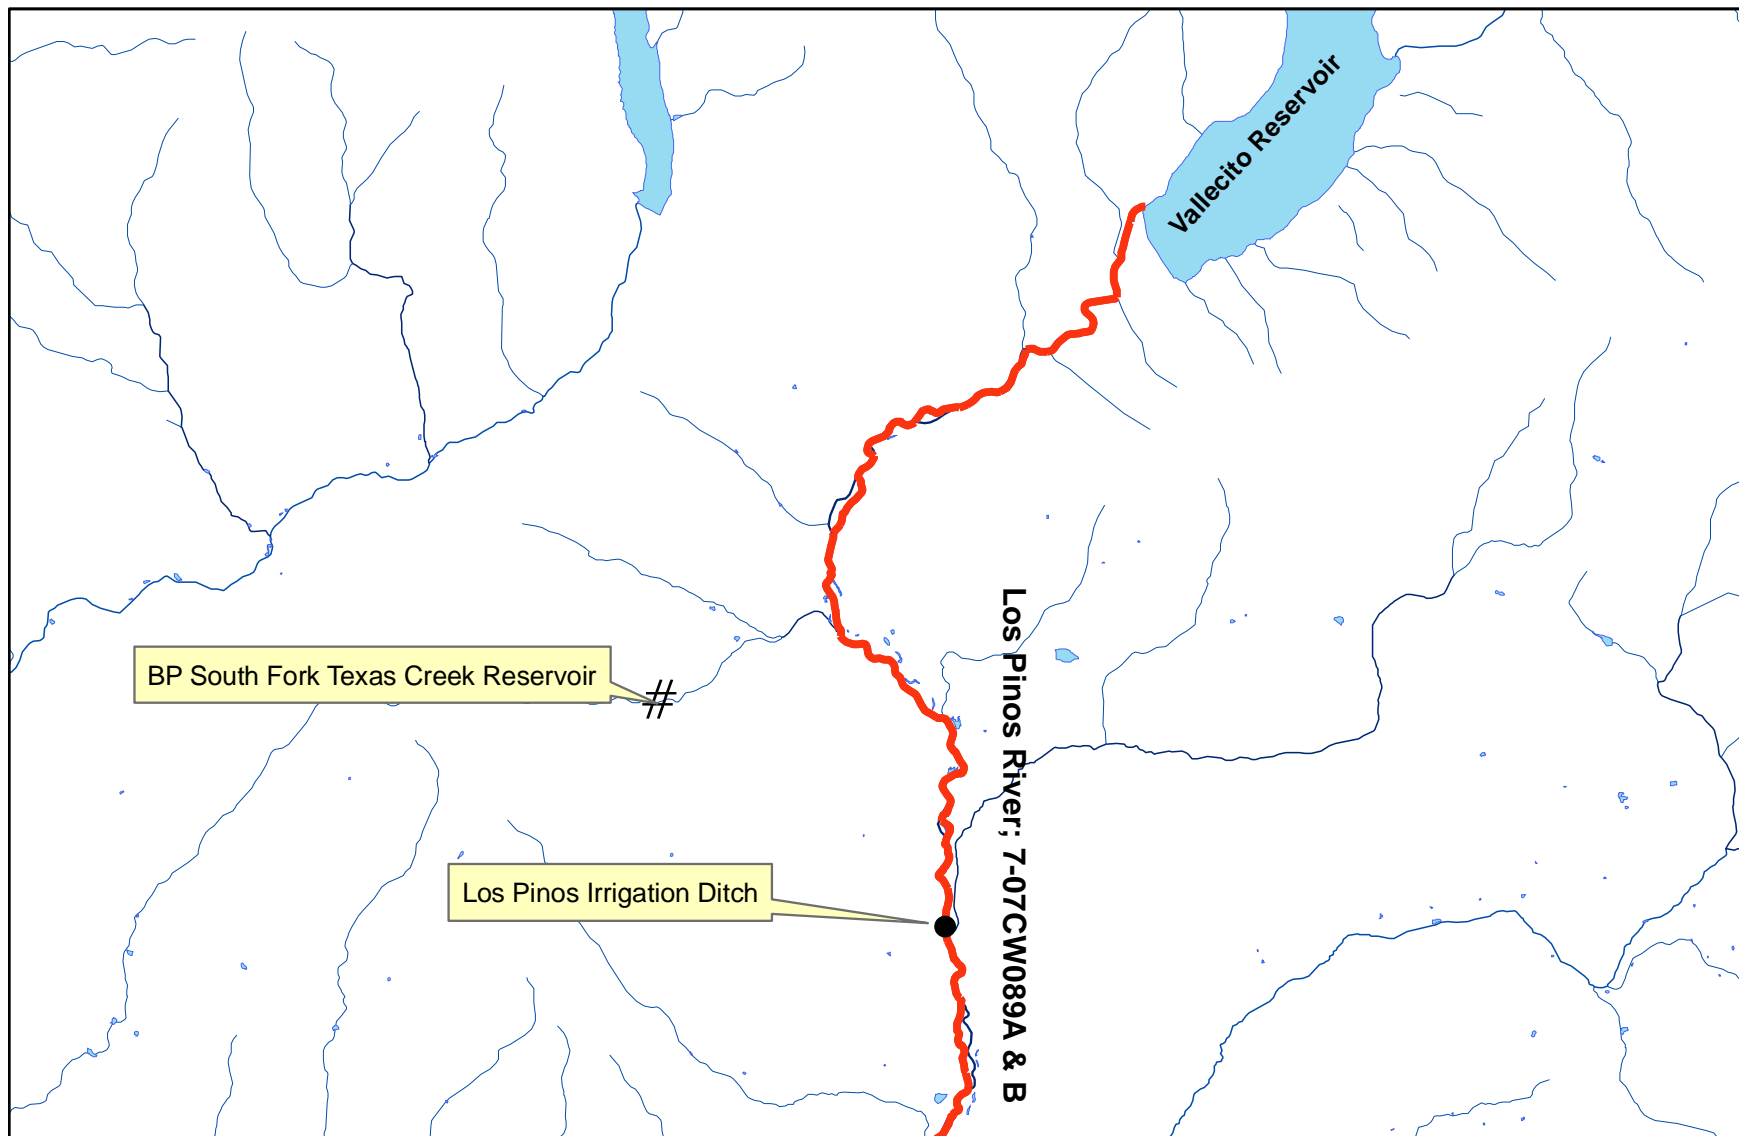 Vallecito Reservoir
Los Pinos River; 7-07CW089A & B
BP South Fork Texas Creek Reservoir
#
Los Pinos Irrigation Ditch